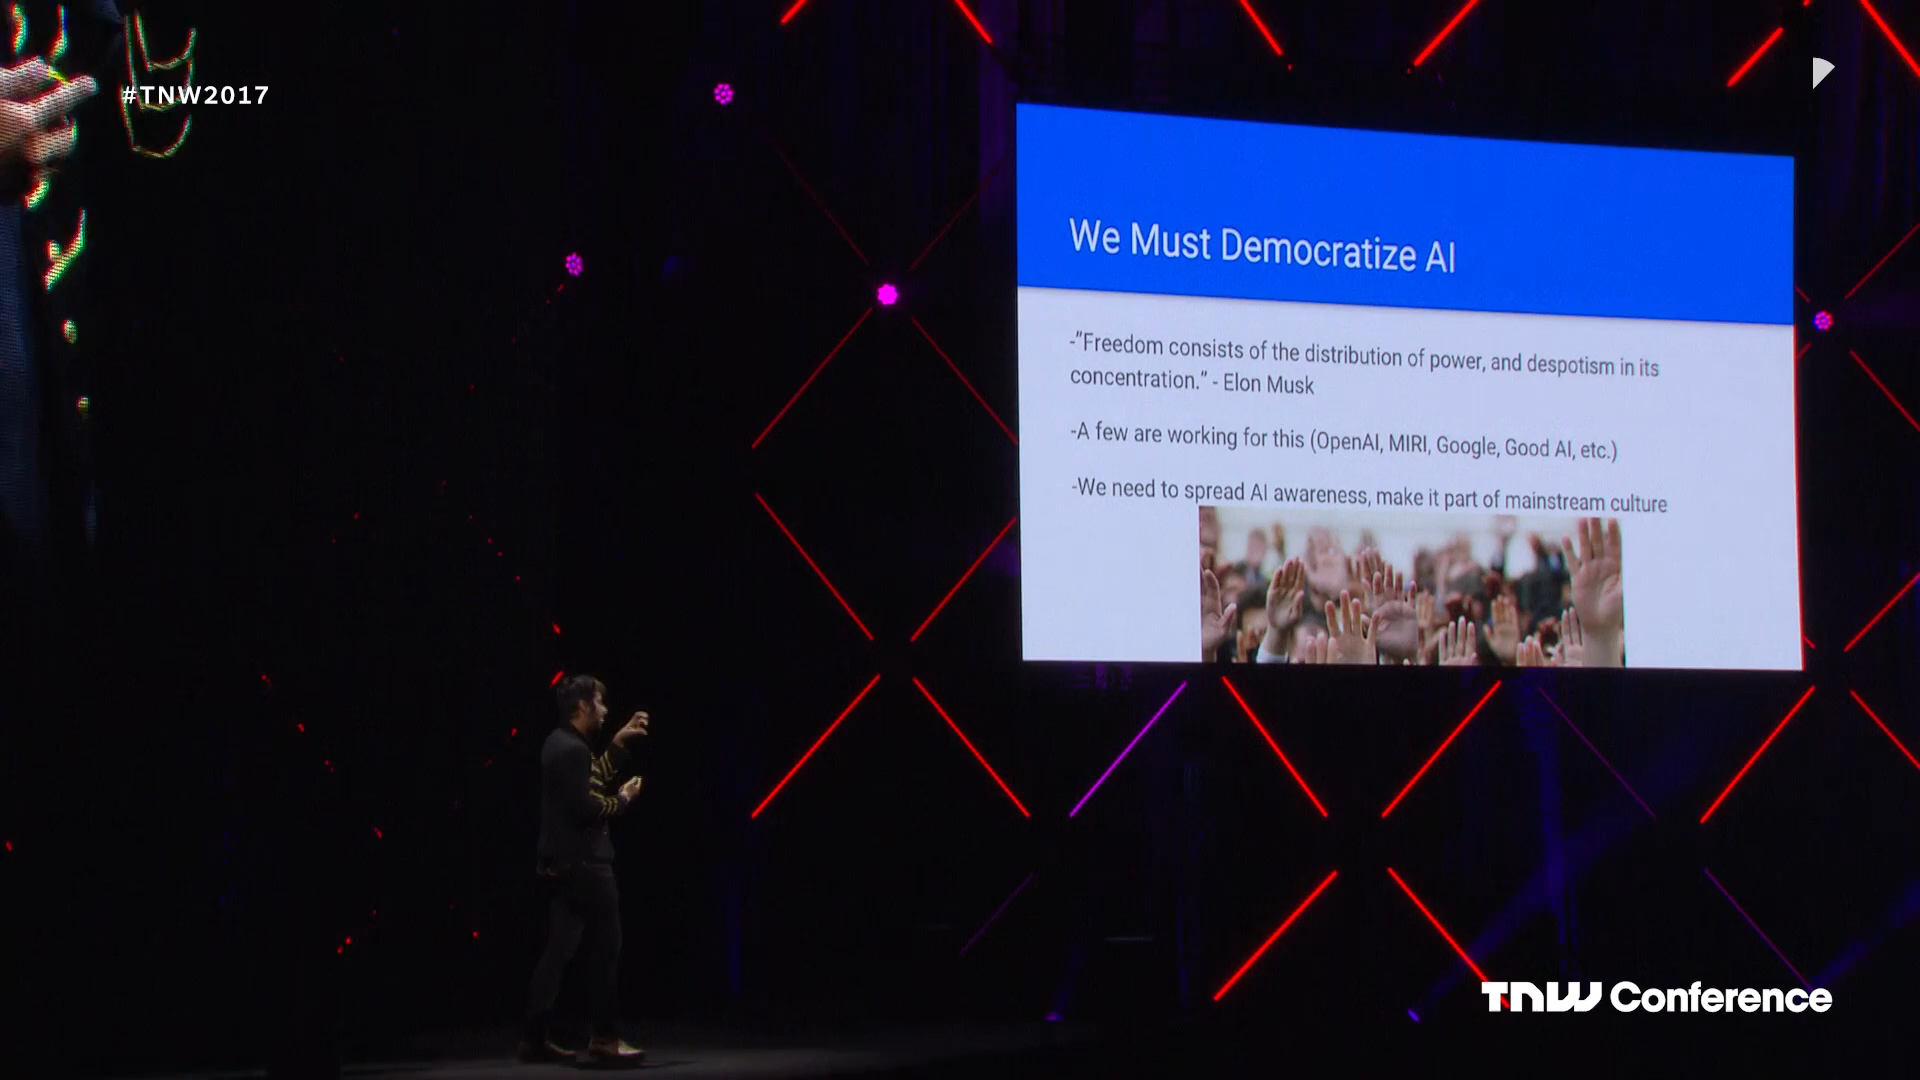 #TNW2017
We Must Democratize AI
-"Freedom consists of the distribution of power, and despotism in its
concentration." - Elon Musk
-A few are working for this (OpenAI, MIRI, Google, Good AI, etc.)
-We need to spread AI awareness, make it part of mainstream culture
TNW Conference